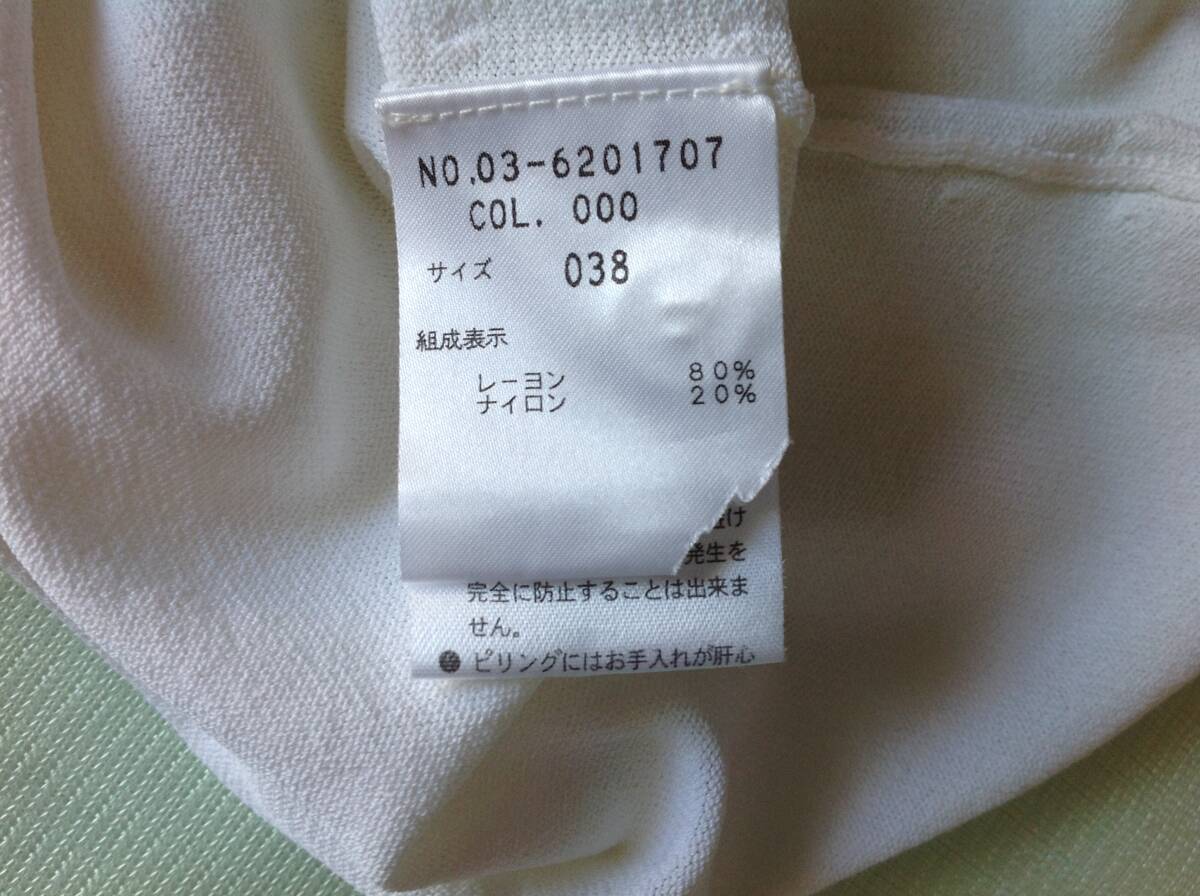 NO.03-6201707
COL. 000
サイズ 038
組成表示
レーヨン 80%
ナイロン 20%
け
発生を
完全に防止することは出来ま
せん。
● ピリングにはお手入れが肝心